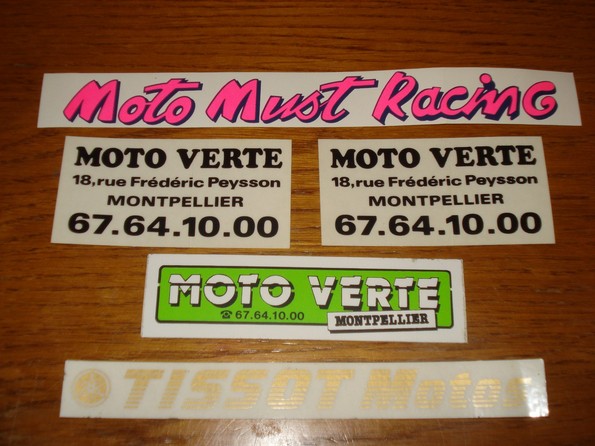 Moto Must Racing
MOTO VERTE
18,rue Frédéric Peysson
MONTPELLIER
67.64.10.00
MOTO VERTE
18,rue Frédéric Peysson
MONTPELLIER
67.64.10.00
MOTO VERTE
☎67.64.10.00
MONTPELLIER
TISSOT Motos